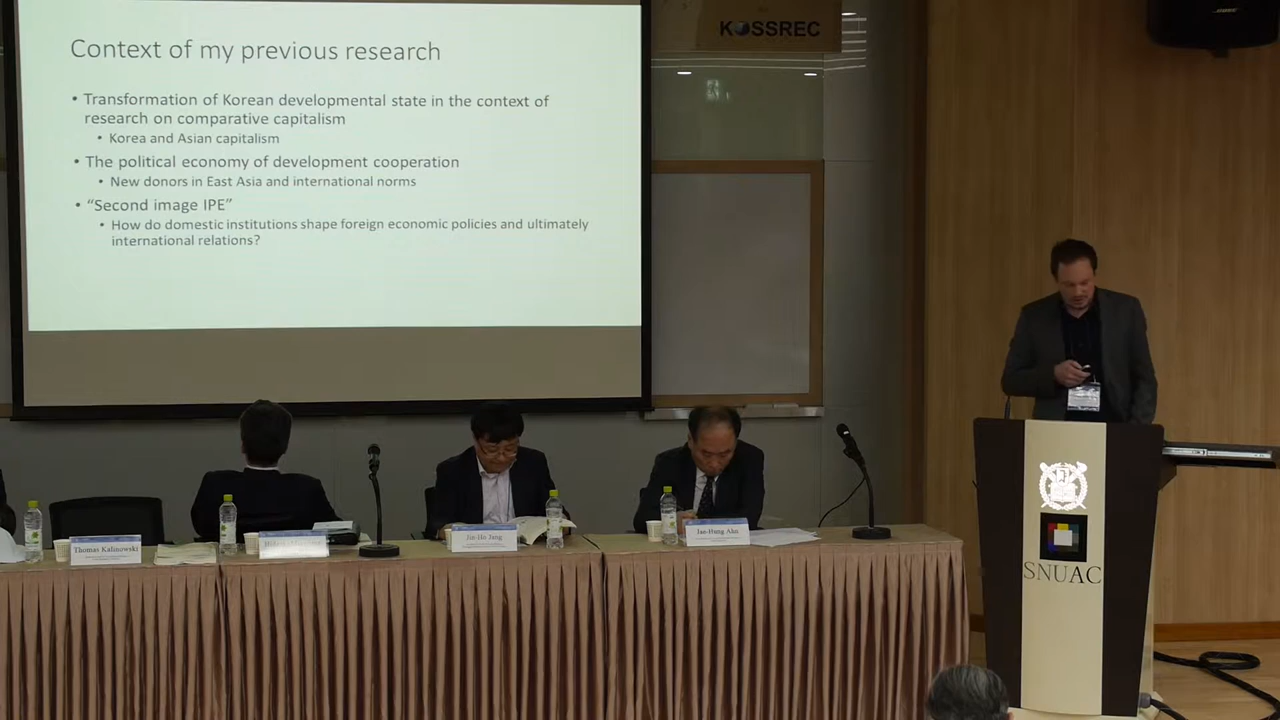 KOSSREC
Context of my previous research
• Transformation of Korean developmental state in the context of
research on comparative capitalism
• Korea and Asian capitalism
• The political economy of development cooperation
• New donors in East Asia and international norms
• “Second image IPE”
• How do domestic institutions shape foreign economic policies and ultimately
international relations?
Thomas Kalinowski
Jin-Ho Jang
Jae-Hung Ahn
SNUAC